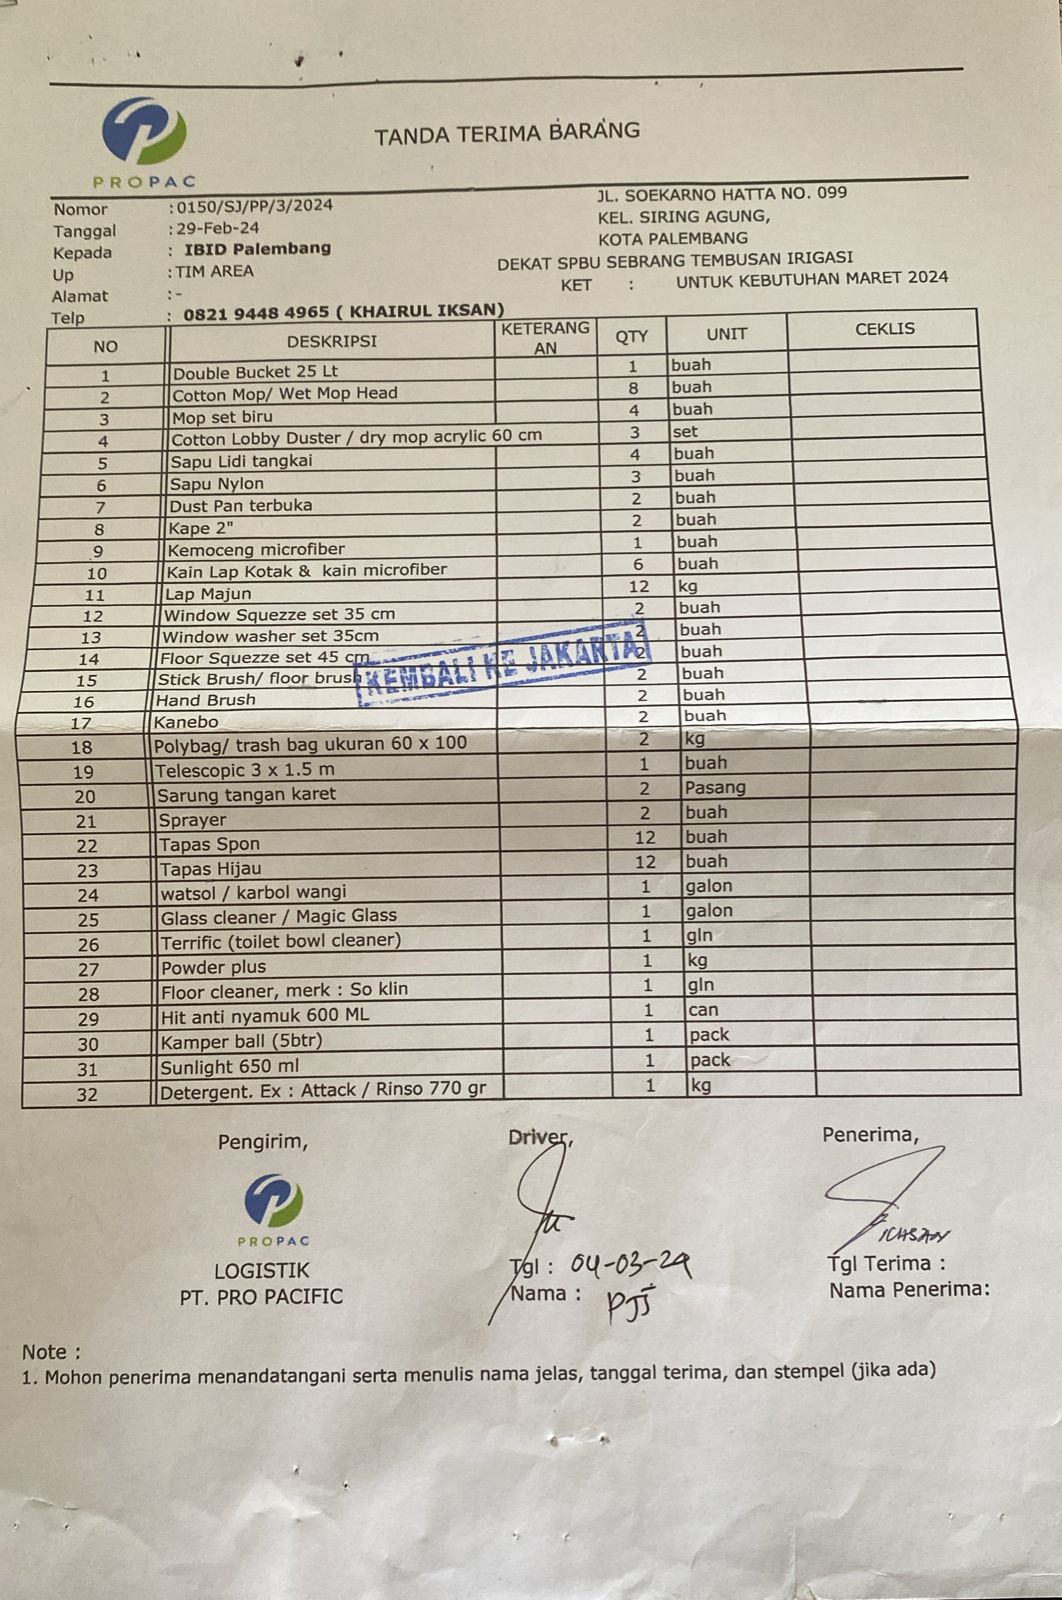 PROPAC
TANDA TERIMA BARANG
Nomor : 0150/SJ/PP/3/2024
Tanggal : 29-Feb-24
Kepada : IBID Palembang
Up : TIM AREA
Alamat : -
Telp : 0821 9448 4965 ( KHAIRUL IKSAN)
JL. SOEKARNO HATTA NO. 099
KEL. SIRING AGUNG,
KOTA PALEMBANG
DEKAT SPBU SEBRANG TEMBUSAN IRIGASI
KET : UNTUK KEBUTUHAN MARET 2024
NO DESKRIPSI KETERANGAN QTY UNIT CEKLIS
1 Double Bucket 25 Lt 1 buah
2 Cotton Mop/ Wet Mop Head 8 buah
3 Mop set biru 4 buah
4 Cotton Lobby Duster / dry mop acrylic 60 cm 3 set
5 Sapu Lidi tangkai 4 buah
6 Sapu Nylon 3 buah
7 Dust Pan terbuka 2 buah
8 Kape 2" 2 buah
9 Kemoceng microfiber 1 buah
10 Kain Lap Kotak & kain microfiber 6 buah
11 Lap Majun 12 kg
12 Window Squezze set 35 cm 2 buah
13 Window washer set 35cm 2 buah
14 Floor Squezze set 45 cm 2 buah
15 Stick Brush/ floor brush 2 buah
KEMBALI KE JAKARTA
16 Hand Brush 2 buah
17 Kanebo 2 buah
18 Polybag/ trash bag ukuran 60 x 100 2 kg
19 Telescopic 3 x 1.5 m 1 buah
20 Sarung tangan karet 2 Pasang
21 Sprayer 2 buah
22 Tapas Spon 12 buah
23 Tapas Hijau 12 buah
24 watsol / karbol wangi 1 galon
25 Glass cleaner / Magic Glass 1 galon
26 Terrific (toilet bowl cleaner) 1 gln
27 Powder plus 1 kg
28 Floor cleaner, merk : So klin 1 gln
29 Hit anti nyamuk 600 ML 1 can
30 Kamper ball (5btr) 1 pack
31 Sunlight 650 ml 1 pack
32 Detergent. Ex : Attack / Rinso 770 gr 1 kg
Pengirim, Driver, Penerima,
PROPAC
ICHSAN
LOGISTIK
PT. PRO PACIFIC
Tgl : 04-03-24
Nama : PJJ
Tgl Terima :
Nama Penerima:
Note :
1. Mohon penerima menandatangani serta menulis nama jelas, tanggal terima, dan stempel (jika ada)